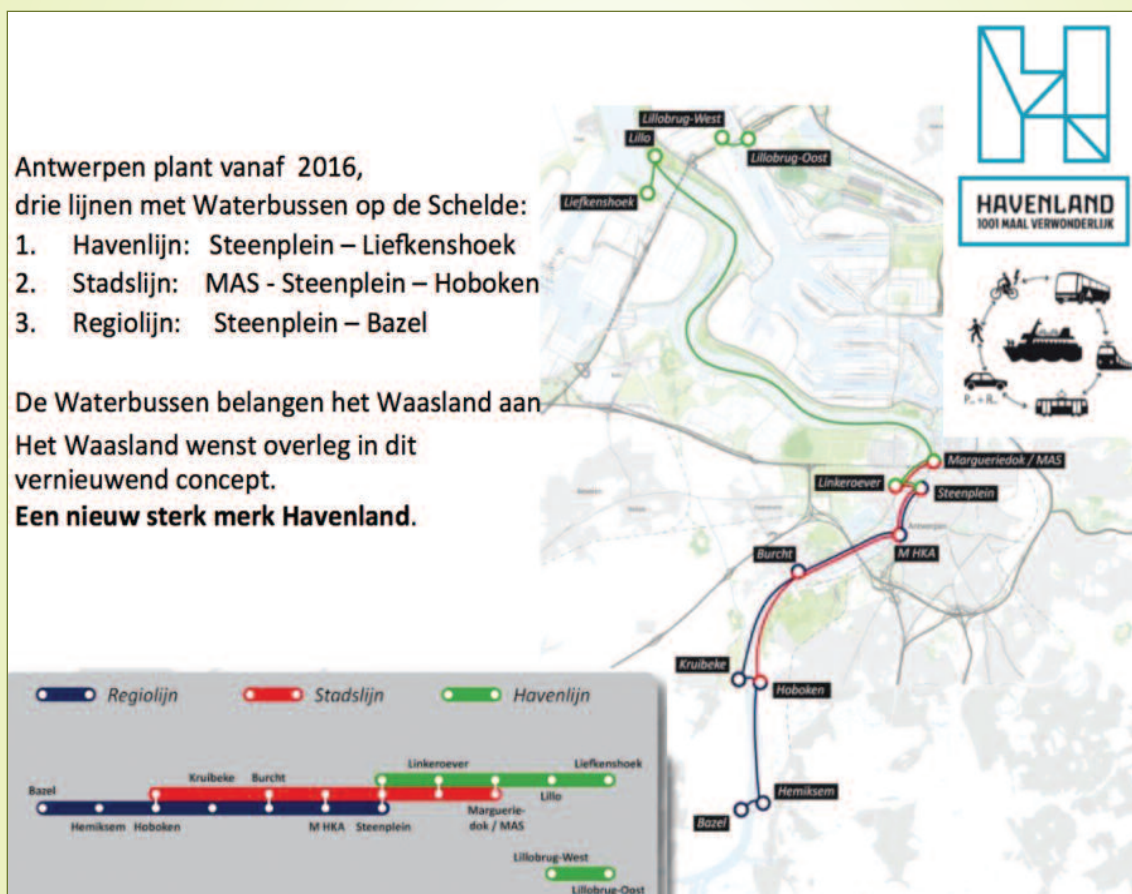 Antwerpen plant vanaf 2016,
drie lijnen met Waterbussen op de Schelde:
1. Havenlijn: Steenplein – Liefkenshoek
2. Stadslijn: MAS - Steenplein – Hoboken
3. Regiolijn: Steenplein – Bazel
De Waterbussen belangen het Waasland aan
Het Waasland wenst overleg in dit
vernieuwend concept.
Een nieuw sterk merk Havenland.
HAVENLAND
1001 MAAL VERWONDERLIJK
P.. + R..
Lillobrug-West
Lillo
Lillobrug-Oost
Liefkenshoek
Margueriedok / MAS
Linkeroever
Steenplein
Antwerpen
M HKA
Burcht
Kruibeke
Hoboken
Hemiksem
Bazel
Regiolijn
Stadslijn
Havenlijn
Linkeroever
Liefkenshoek
Kruibeke
Burcht
Bazel
Lillo
Hemiksem
Hoboken
M HKA
Steenplein
Marguerie-
dok / MAS
Lillobrug-West
Lillobrug-Oost